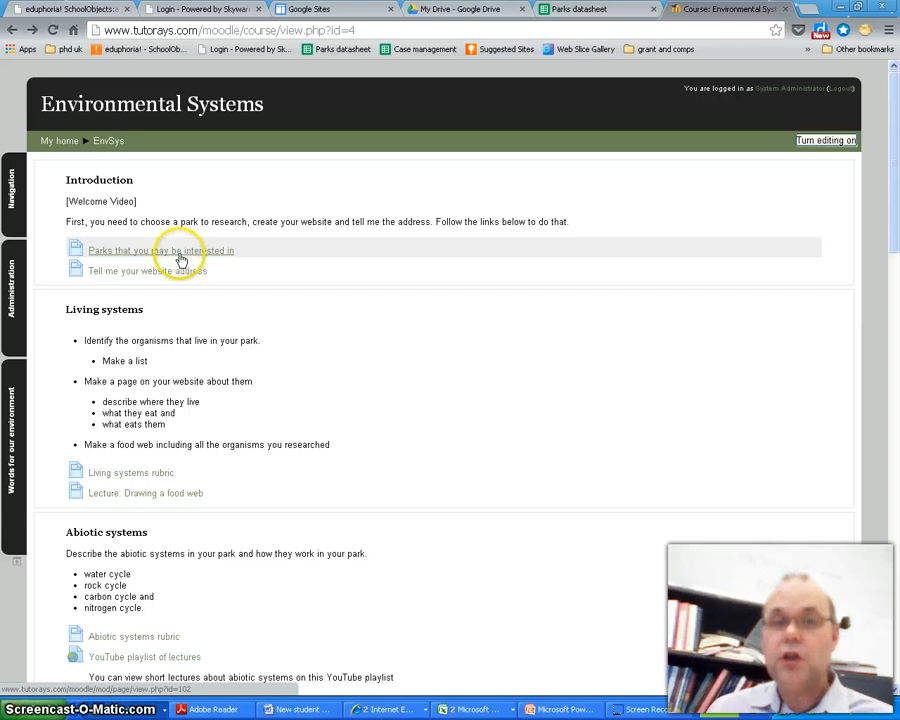 eduphoria! SchoolObjects: a
Login - Powered by Skywar
Google Sites
My Drive - Google Drive
Parks datasheet
Course: Environmental Sys
www.tutorays.com/moodle/course/view.php?id=4
Apps
phd uk
eduphoria! - SchoolOb...
Login - Powered by Sk...
Parks datasheet
Case management
Suggested Sites
Web Slice Gallery
grant and comps
»
Other bookmarks
New
Environmental Systems
You are logged in as System Administrator (Logout)
My home ► EnvSys
Turn editing on
Navigation
Administration
Words for our environment
Introduction
[Welcome Video]
First, you need to choose a park to research, create your website and tell me the address. Follow the links below to do that.
Parks that you may be interested in
Tell me your website address
Living systems
• Identify the organisms that live in your park.
• Make a list
• Make a page on your website about them
• describe where they live
• what they eat and
• what eats them
• Make a food web including all the organisms you researched
Living systems rubric
Lecture: Drawing a food web
Abiotic systems
Describe the abiotic systems in your park and how they work in your park.
• water cycle
• rock cycle
• carbon cycle and
• nitrogen cycle.
Abiotic systems rubric
YouTube playlist of lectures
You can view short lectures about abiotic systems on this YouTube playlist
www.tutorays.com/moodle/mod/page/view.php?id=102
Screencast-O-Matic.com
Adobe Reader
New student ...
2 Internet E...
2 Microsoft ...
Microsoft Pow...
Screen Rec